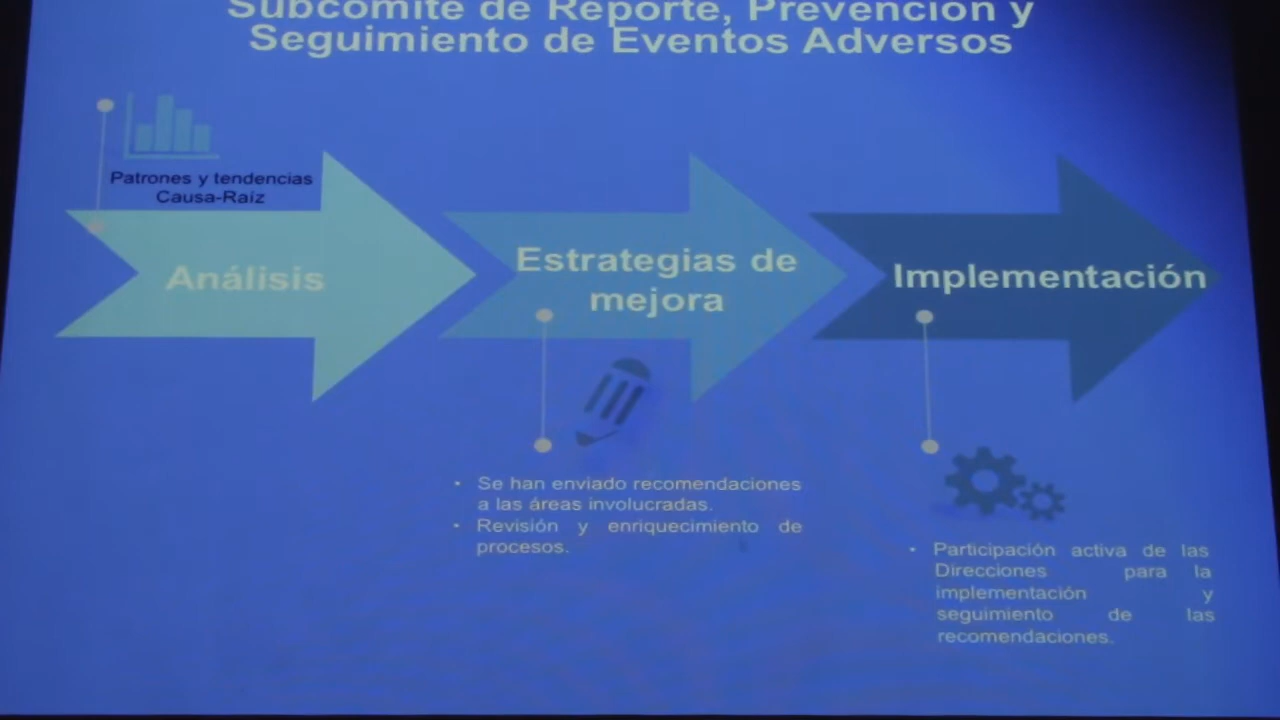 Subcomité de Reporte, Prevención y
Seguimiento de Eventos Adversos
Patrones y tendencias
Causa-Raíz
Análisis
Estrategias de
mejora
Implementación
• Se han enviado recomendaciones
a las áreas involucradas.
• Revisión y enriquecimiento de
procesos.
• Participación activa de las
Direcciones para la
implementación y
seguimiento de las
recomendaciones.